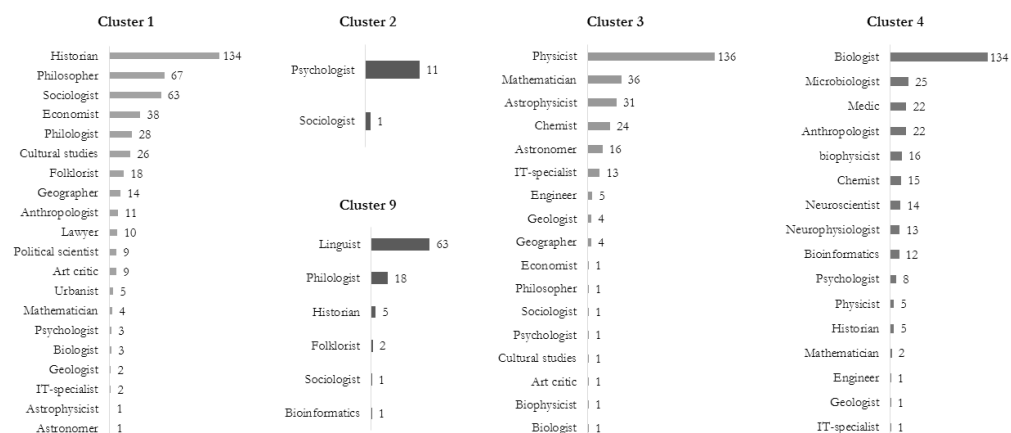 Cluster 1
Historian 134
Philosopher 67
Sociologist 63
Economist 38
Philologist 28
Cultural studies 26
Folklorist 18
Geographer 14
Anthropologist 11
Lawyer 10
Political scientist 9
Art critic 9
Urbanist 5
Mathematician 4
Psychologist 3
Biologist 3
Geologist 2
IT-specialist 2
Astrophysicist 1
Astronomer 1
Cluster 2
Psychologist 11
Sociologist 1
Cluster 9
Linguist 63
Philologist 18
Historian 5
Folklorist 2
Sociologist 1
Bioinformatics 1
Cluster 3
Physicist 136
Mathematician 36
Astrophysicist 31
Chemist 24
Astronomer 16
IT-specialist 13
Engineer 5
Geologist 4
Geographer 4
Economist 1
Philosopher 1
Sociologist 1
Psychologist 1
Cultural studies 1
Art critic 1
Biophysicist 1
Biologist 1
Cluster 4
Biologist 134
Microbiologist 25
Medic 22
Anthropologist 22
biophysicist 16
Chemist 15
Neuroscientist 14
Neurophysiologist 13
Bioinformatics 12
Psychologist 8
Physicist 5
Historian 5
Mathematician 2
Engineer 1
Geologist 1
IT-specialist 1